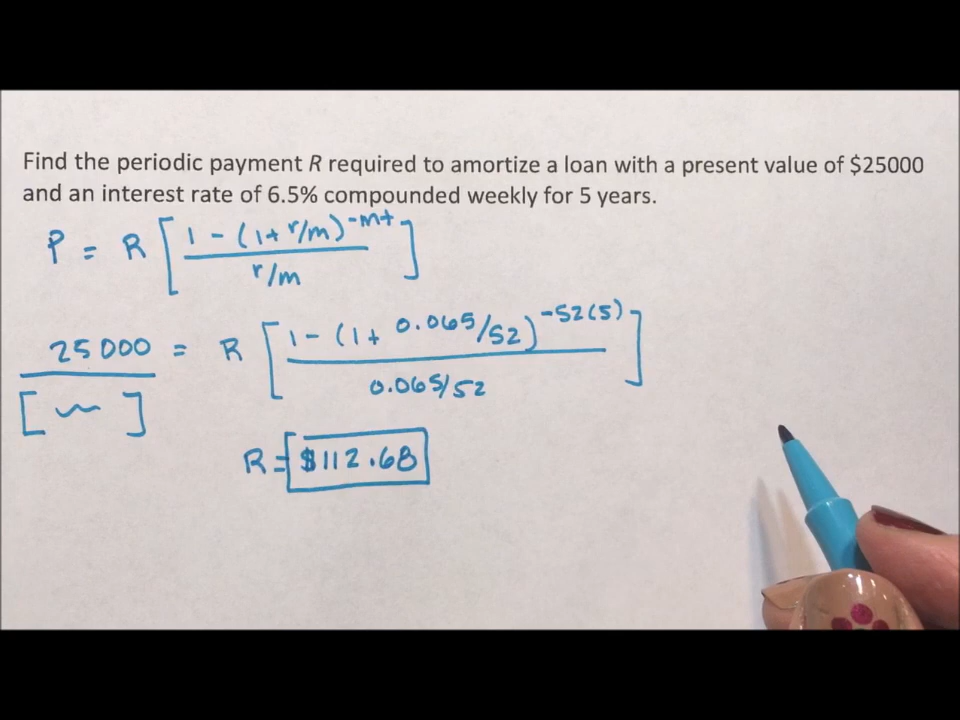 Find the periodic payment R required to amortize a loan with a present value of $25000
and an interest rate of 6.5% compounded weekly for 5 years.
P = R [ 1 - (1 + r/m)^-mt / r/m ]
25000 / [ ~ ] = R [ 1 - (1 + 0.065/52)^-52(5) / 0.065/52 ]
R = $112.68